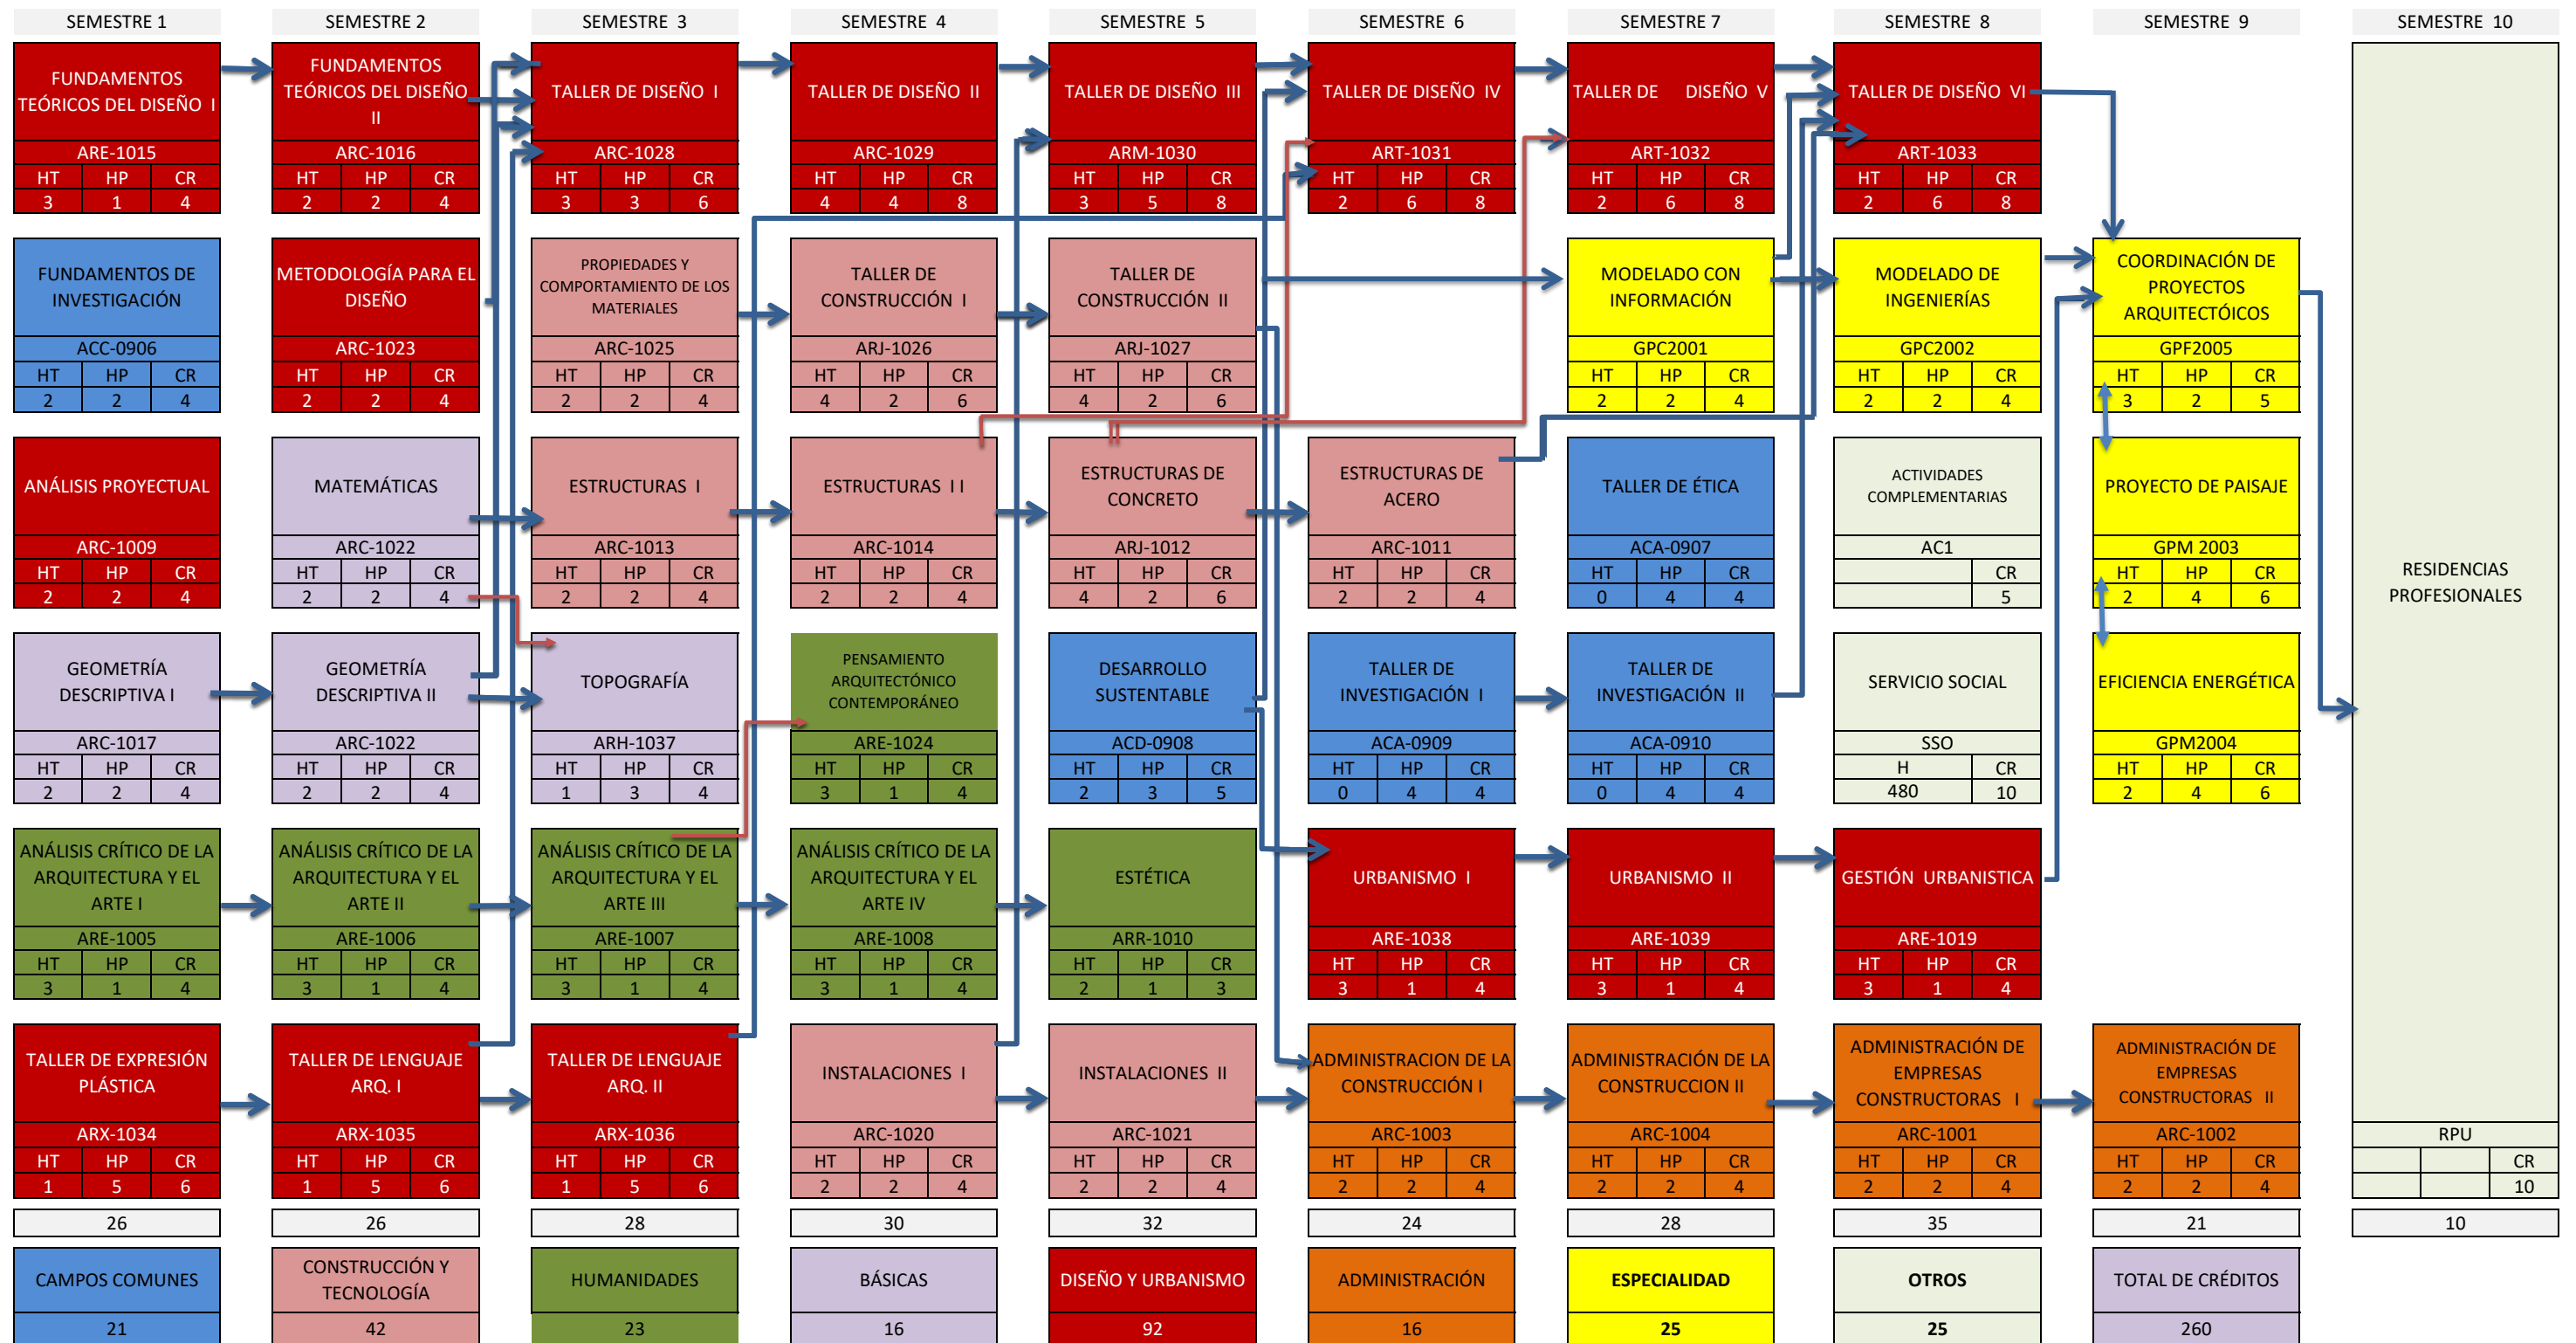 SEMESTRE 1
SEMESTRE 2
SEMESTRE 3
SEMESTRE 4
SEMESTRE 5
SEMESTRE 6
SEMESTRE 7
SEMESTRE 8
SEMESTRE 9
SEMESTRE 10
FUNDAMENTOS
TEÓRICOS DEL DISEÑO I
ARE-1015
HT HP CR
3 1 4
FUNDAMENTOS
TEÓRICOS DEL DISEÑO
II
ARC-1016
HT HP CR
2 2 4
TALLER DE DISEÑO I
ARC-1028
HT HP CR
3 3 6
TALLER DE DISEÑO II
ARC-1029
HT HP CR
4 4 8
TALLER DE DISEÑO III
ARM-1030
HT HP CR
3 5 8
TALLER DE DISEÑO IV
ART-1031
HT HP CR
2 6 8
TALLER DE DISEÑO V
ART-1032
HT HP CR
2 6 8
TALLER DE DISEÑO VI
ART-1033
HT HP CR
2 6 8
FUNDAMENTOS DE
INVESTIGACIÓN
ACC-0906
HT HP CR
2 2 4
METODOLOGÍA PARA EL
DISEÑO
ARC-1023
HT HP CR
2 2 4
PROPIEDADES Y
COMPORTAMIENTO DE LOS
MATERIALES
ARC-1025
HT HP CR
2 2 4
TALLER DE
CONSTRUCCIÓN I
ARJ-1026
HT HP CR
4 2 6
TALLER DE
CONSTRUCCIÓN II
ARJ-1027
HT HP CR
4 2 6
MODELADO CON
INFORMACIÓN
GPC2001
HT HP CR
2 2 4
MODELADO DE
INGENIERÍAS
GPC2002
HT HP CR
2 2 4
COORDINACIÓN DE
PROYECTOS
ARQUITECTÓICOS
GPF2005
HT HP CR
3 2 5
ANÁLISIS PROYECTUAL
ARC-1009
HT HP CR
2 2 4
MATEMÁTICAS
ARC-1022
HT HP CR
2 2 4
ESTRUCTURAS I
ARC-1013
HT HP CR
2 2 4
ESTRUCTURAS I I
ARC-1014
HT HP CR
2 2 4
ESTRUCTURAS DE
CONCRETO
ARJ-1012
HT HP CR
4 2 6
ESTRUCTURAS DE
ACERO
ARC-1011
HT HP CR
2 2 4
TALLER DE ÉTICA
ACA-0907
HT HP CR
0 4 4
ACTIVIDADES
COMPLEMENTARIAS
AC1
CR
5
PROYECTO DE PAISAJE
GPM 2003
HT HP CR
2 4 6
RESIDENCIAS
PROFESIONALES
GEOMETRÍA
DESCRIPTIVA I
ARC-1017
HT HP CR
2 2 4
GEOMETRÍA
DESCRIPTIVA II
ARC-1022
HT HP CR
2 2 4
TOPOGRAFÍA
ARH-1037
HT HP CR
1 3 4
PENSAMIENTO
ARQUITECTÓNICO
CONTEMPORÁNEO
ARE-1024
HT HP CR
3 1 4
DESARROLLO
SUSTENTABLE
ACD-0908
HT HP CR
2 3 5
TALLER DE
INVESTIGACIÓN I
ACA-0909
HT HP CR
0 4 4
TALLER DE
INVESTIGACIÓN II
ACA-0910
HT HP CR
0 4 4
SERVICIO SOCIAL
SSO
H CR
480 10
EFICIENCIA ENERGÉTICA
GPM2004
HT HP CR
2 4 6
ANÁLISIS CRÍTICO DE LA
ARQUITECTURA Y EL
ARTE I
ARE-1005
HT HP CR
3 1 4
ANÁLISIS CRÍTICO DE LA
ARQUITECTURA Y EL
ARTE II
ARE-1006
HT HP CR
3 1 4
ANÁLISIS CRÍTICO DE LA
ARQUITECTURA Y EL
ARTE III
ARE-1007
HT HP CR
3 1 4
ANÁLISIS CRÍTICO DE LA
ARQUITECTURA Y EL
ARTE IV
ARE-1008
HT HP CR
3 1 4
ESTÉTICA
ARR-1010
HT HP CR
2 1 3
URBANISMO I
ARE-1038
HT HP CR
3 1 4
URBANISMO II
ARE-1039
HT HP CR
3 1 4
GESTIÓN URBANISTICA
ARE-1019
HT HP CR
3 1 4
TALLER DE EXPRESIÓN
PLÁSTICA
ARX-1034
HT HP CR
1 5 6
TALLER DE LENGUAJE
ARQ. I
ARX-1035
HT HP CR
1 5 6
TALLER DE LENGUAJE
ARQ. II
ARX-1036
HT HP CR
1 5 6
INSTALACIONES I
ARC-1020
HT HP CR
2 2 4
INSTALACIONES II
ARC-1021
HT HP CR
2 2 4
ADMINISTRACION DE LA
CONSTRUCCIÓN I
ARC-1003
HT HP CR
2 2 4
ADMINISTRACIÓN DE LA
CONSTRUCCION II
ARC-1004
HT HP CR
2 2 4
ADMINISTRACIÓN DE
EMPRESAS
CONSTRUCTORAS I
ARC-1001
HT HP CR
2 2 4
ADMINISTRACIÓN DE
EMPRESAS
CONSTRUCTORAS II
ARC-1002
HT HP CR
2 2 4
RPU
CR
10
26
26
28
30
32
24
28
35
21
10
CAMPOS COMUNES
21
CONSTRUCCIÓN Y
TECNOLOGÍA
42
HUMANIDADES
23
BÁSICAS
16
DISEÑO Y URBANISMO
92
ADMINISTRACIÓN
16
ESPECIALIDAD
25
OTROS
25
TOTAL DE CRÉDITOS
260